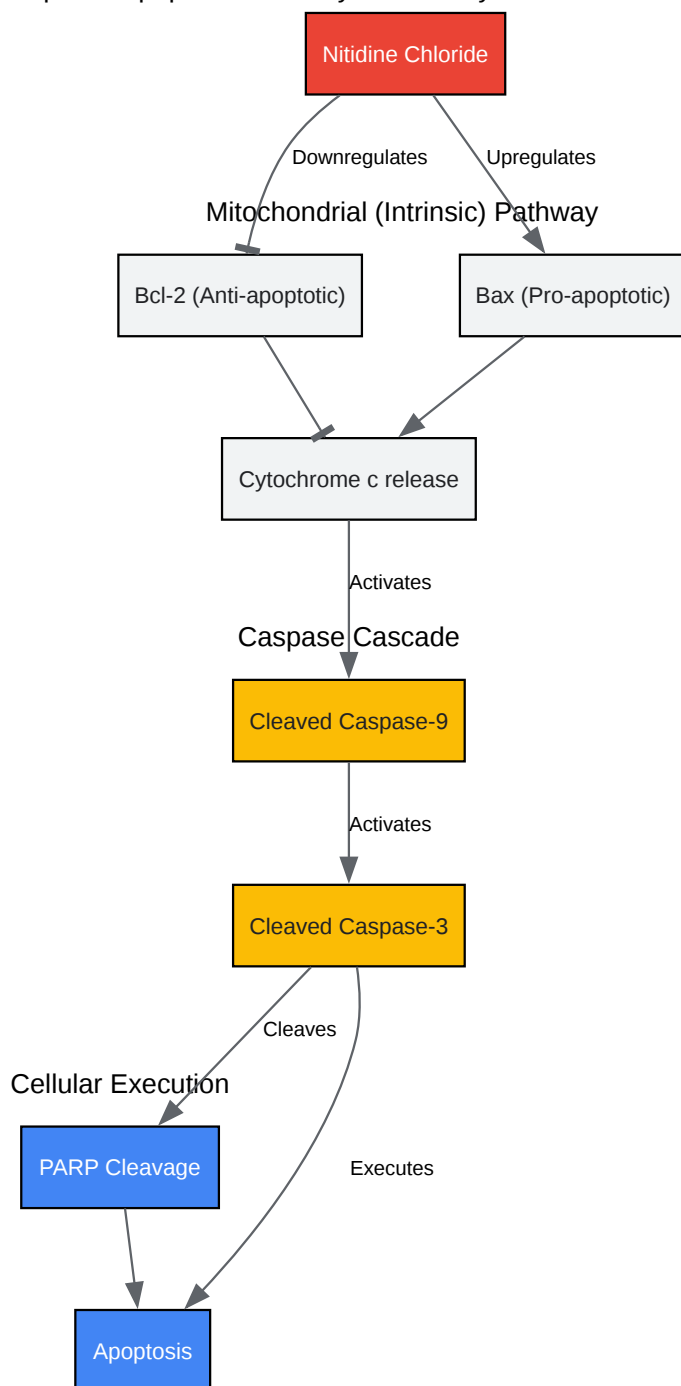 Nitidine Chloride
Downregulates
Upregulates
Mitochondrial (Intrinsic) Pathway
Bcl-2 (Anti-apoptotic)
Bax (Pro-apoptotic)
Cytochrome c release
Activates
Caspase Cascade
Cleaved Caspase-9
Activates
Cleaved Caspase-3
Cleaves
Cellular Execution
PARP Cleavage
Executes
Apoptosis